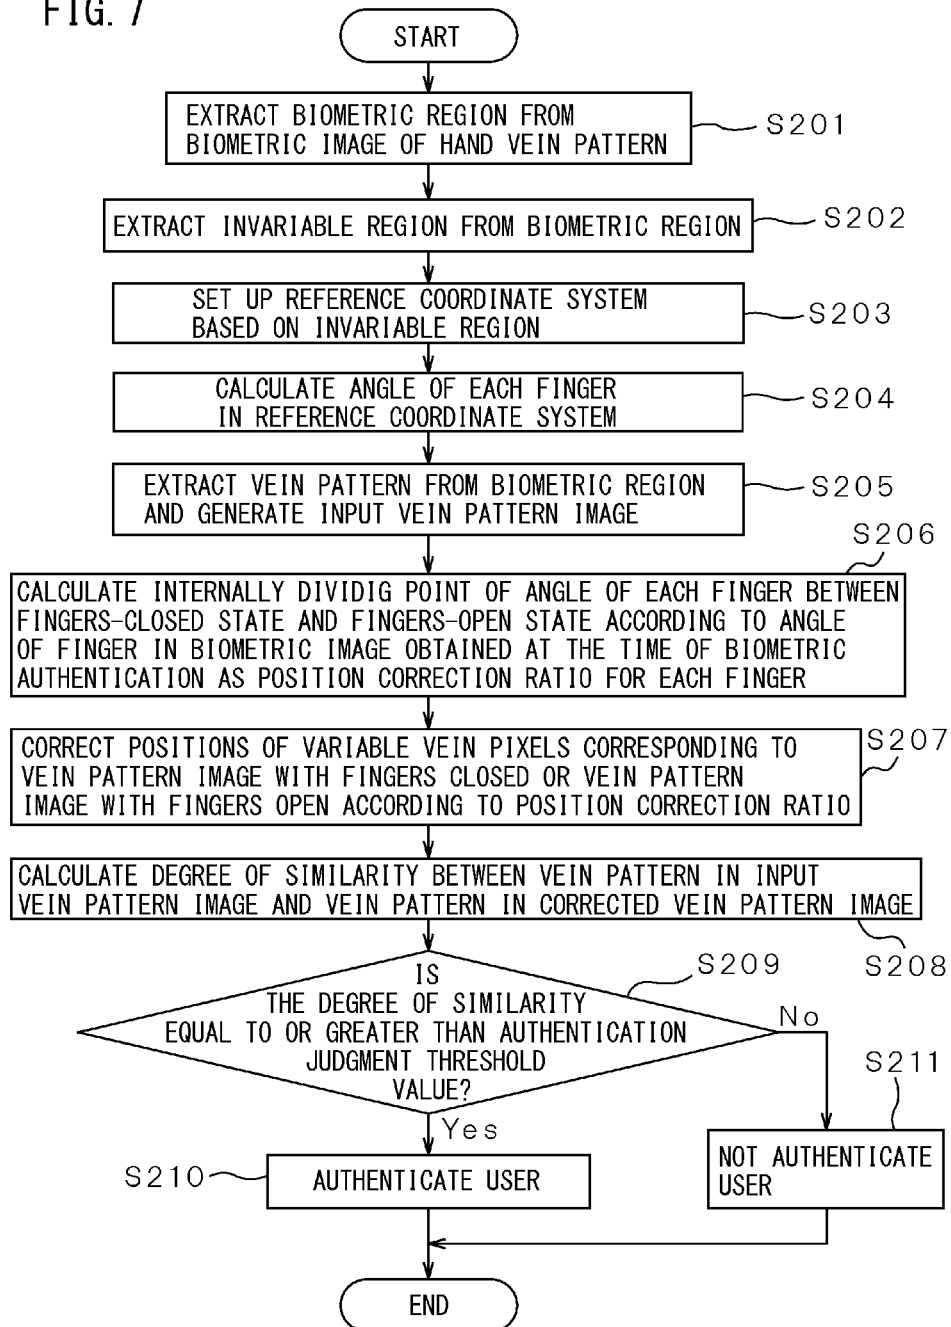 FIG. 7
START
EXTRACT BIOMETRIC REGION FROM
BIOMETRIC IMAGE OF HAND VEIN PATTERN
S201
EXTRACT INVARIABLE REGION FROM BIOMETRIC REGION
S202
SET UP REFERENCE COORDINATE SYSTEM
BASED ON INVARIABLE REGION
S203
CALCULATE ANGLE OF EACH FINGER
IN REFERENCE COORDINATE SYSTEM
S204
EXTRACT VEIN PATTERN FROM BIOMETRIC REGION
AND GENERATE INPUT VEIN PATTERN IMAGE
S205
S206
CALCULATE INTERNALLY DIVIDIG POINT OF ANGLE OF EACH FINGER BETWEEN
FINGERS-CLOSED STATE AND FINGERS-OPEN STATE ACCORDING TO ANGLE
OF FINGER IN BIOMETRIC IMAGE OBTAINED AT THE TIME OF BIOMETRIC
AUTHENTICATION AS POSITION CORRECTION RATIO FOR EACH FINGER
S207
CORRECT POSITIONS OF VARIABLE VEIN PIXELS CORRESPONDING TO
VEIN PATTERN IMAGE WITH FINGERS CLOSED OR VEIN PATTERN
IMAGE WITH FINGERS OPEN ACCORDING TO POSITION CORRECTION RATIO
CALCULATE DEGREE OF SIMILARITY BETWEEN VEIN PATTERN IN INPUT
VEIN PATTERN IMAGE AND VEIN PATTERN IN CORRECTED VEIN PATTERN IMAGE
S208
S209
IS
THE DEGREE OF SIMILARITY
EQUAL TO OR GREATER THAN AUTHENTICATION
JUDGMENT THRESHOLD
VALUE?
No
S211
Yes
S210
AUTHENTICATE USER
NOT AUTHENTICATE
USER
END